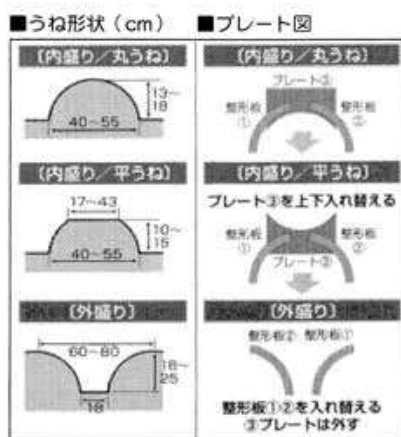 ■うね形状（cm）
■プレート図
〔内盛り/丸うね〕
13〜
18
40〜55
〔内盛り/丸うね〕
プレート③
整形板
①
整形板
②
〔内盛り/平うね〕
17〜43
10〜
15
40〜55
〔内盛り/平うね〕
プレート③を上下入れ替える
整形板
①
整形板
②
プレート③
〔外盛り〕
60〜80
18〜
25
18
〔外盛り〕
整形板② 整形板①
整形板①②を入れ替える
③プレートは外す